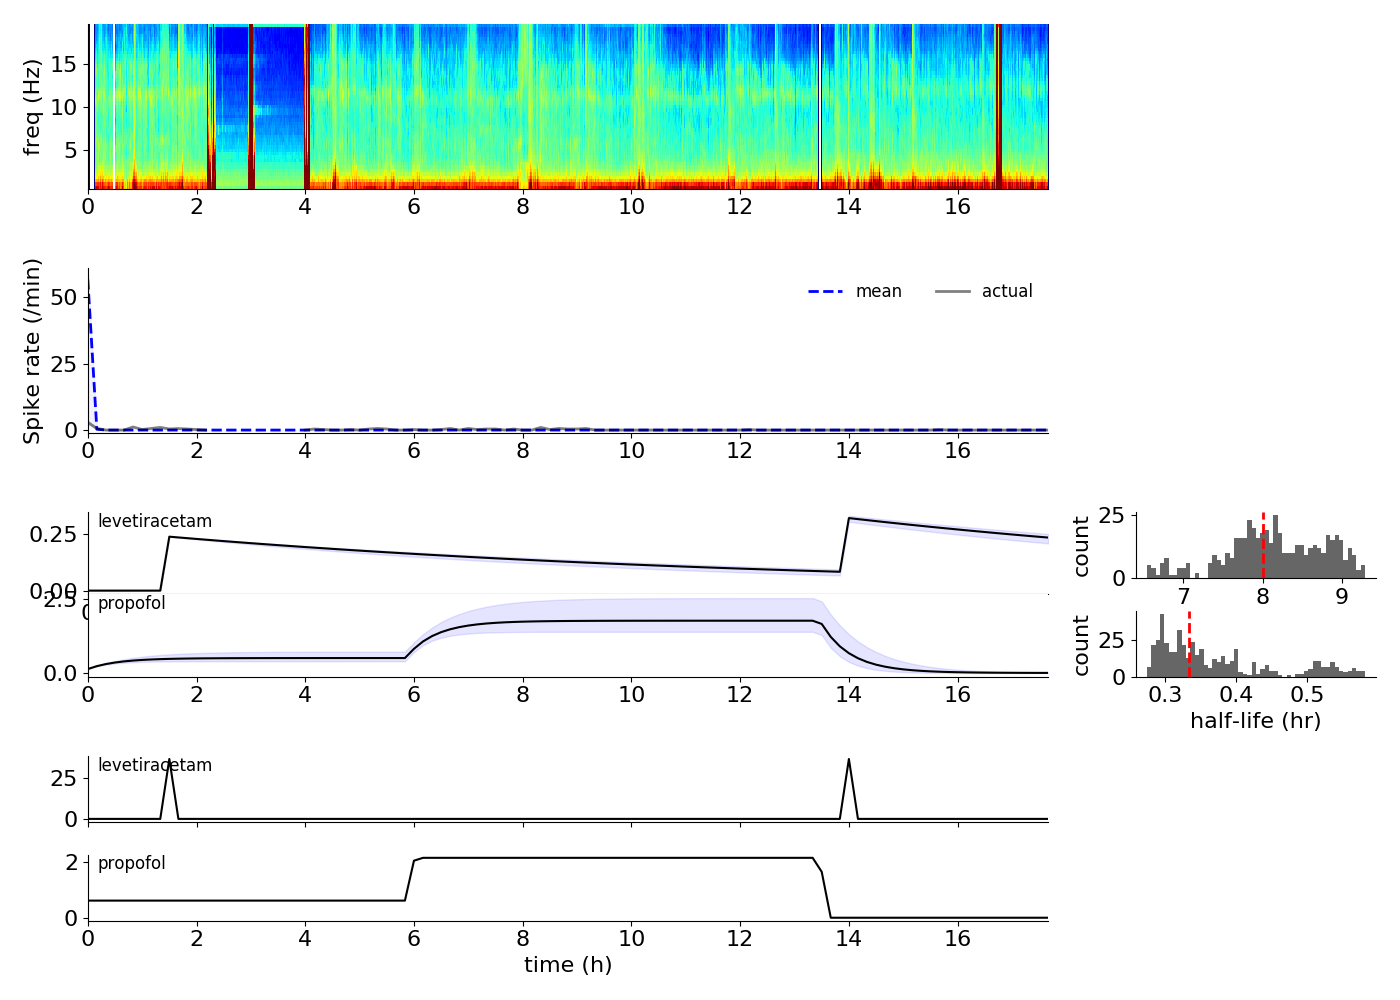 freq (Hz)
15
10
5
0 2 4 6 8 10 12 14 16
Spike rate (/min)
50
25
0
mean actual
0 2 4 6 8 10 12 14 16
levetiracetam
0.25
0.00
0
count
25
0
7 8 9
propofol
2.5
0.0
0 2 4 6 8 10 12 14 16
count
25
0
0.3 0.4 0.5
half-life (hr)
levetiracetam
25
0
propofol
2
0
0 2 4 6 8 10 12 14 16
time (h)